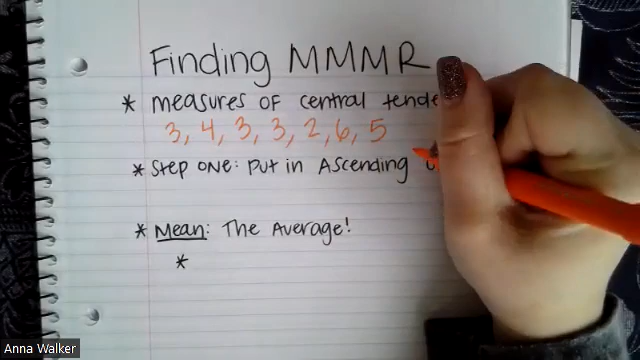 Finding MMMR
* measures of central
3, 4, 3, 3, 2, 6, 5
* Step one: Put in Ascending
* Mean: The Average!
*
Anna Walker